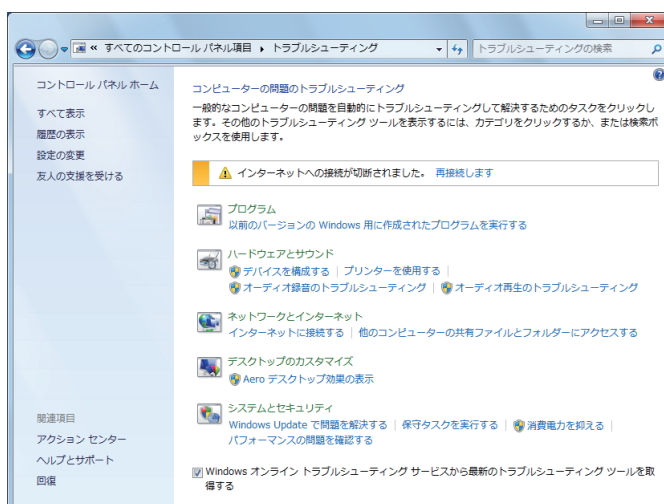 « すべてのコントロール パネル項目 ▸ トラブルシューティング
トラブルシューティングの検索
コントロール パネル ホーム
すべて表示
履歴の表示
設定の変更
友人の支援を受ける
関連項目
アクション センター
ヘルプとサポート
回復
コンピューターの問題のトラブルシューティング
一般的なコンピューターの問題を自動的にトラブルシューティングして解決するためのタスクをクリックし
ます。その他のトラブルシューティング ツールを表示するには、カテゴリをクリックするか、または検索ボ
ックスを使用します。
インターネットへの接続が切断されました。 再接続します
プログラム
以前のバージョンの Windows 用に作成されたプログラムを実行する
ハードウェアとサウンド
デバイスを構成する | プリンターを使用する |
オーディオ録音のトラブルシューティング | オーディオ再生のトラブルシューティング
ネットワークとインターネット
インターネットに接続する | 他のコンピューターの共有ファイルとフォルダーにアクセスする
デスクトップのカスタマイズ
Aero デスクトップ効果の表示
システムとセキュリティ
Windows Update で問題を解決する | 保守タスクを実行する | 消費電力を抑える |
パフォーマンスの問題を確認する
Windows オンライン トラブルシューティング サービスから最新のトラブルシューティング ツールを取
得する